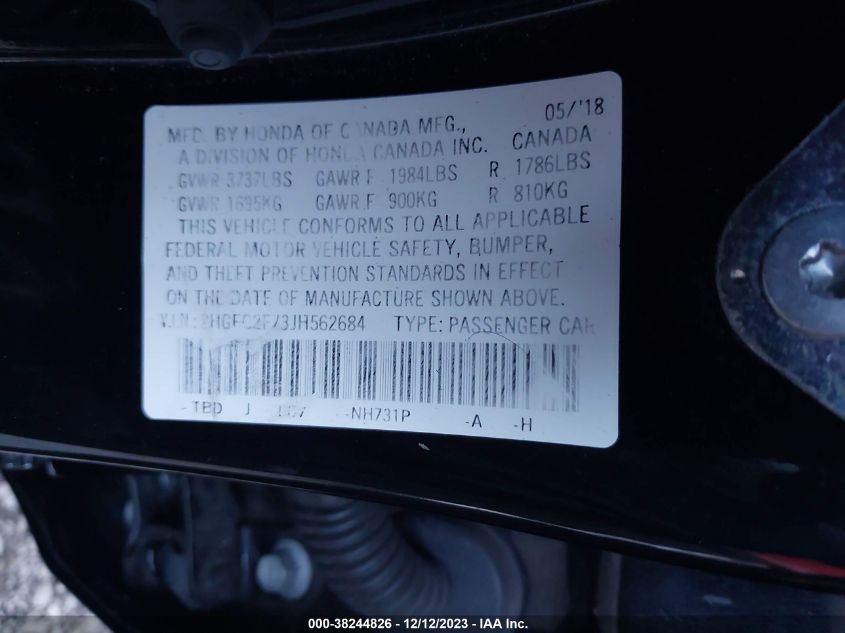 05/'18
MFD. BY HONDA OF CANADA MFG.,
A DIVISION OF HONDA CANADA INC. CANADA
GVWR 3737LBS GAWR F 1984LBS R 1786LBS
GVWR 1695KG GAWR F 900KG R 810KG
THIS VEHICLE CONFORMS TO ALL APPLICABLE
FEDERAL MOTOR VEHICLE SAFETY, BUMPER,
AND THEFT PREVENTION STANDARDS IN EFFECT
ON THE DATE OF MANUFACTURE SHOWN ABOVE.
V.I.N.: TYPE: PASSENGER CAR
-TBD J -NH731P -A -H
000-38244826 - 12/12/2023 - IAA Inc.